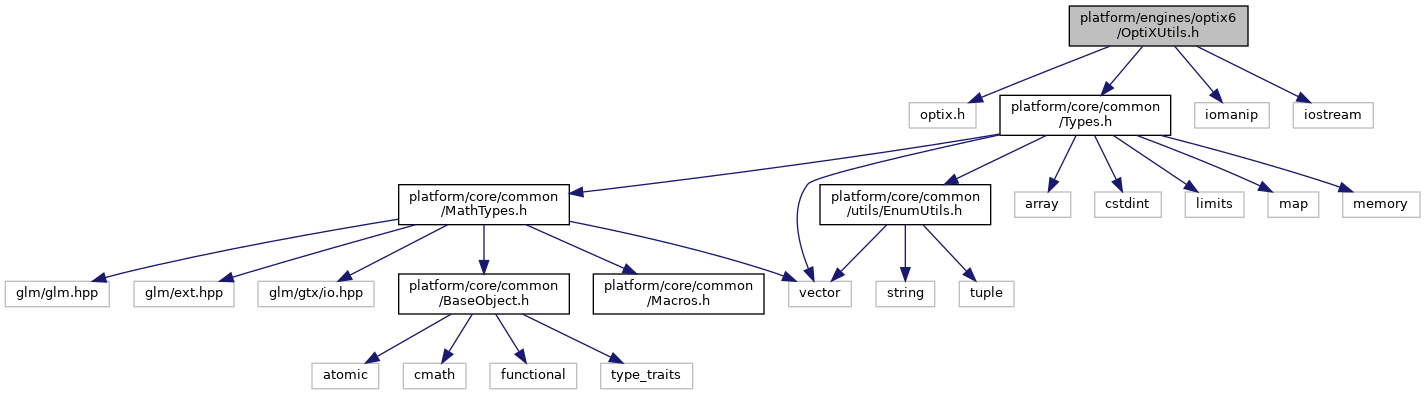 platform/engines/optix6
/OptiXUtils.h
optix.h
platform/core/common
/Types.h
iomanip
iostream
platform/core/common
/MathTypes.h
platform/core/common
/utils/EnumUtils.h
array
cstdint
limits
map
memory
glm/glm.hpp
glm/ext.hpp
glm/gtx/io.hpp
platform/core/common
/BaseObject.h
platform/core/common
/Macros.h
vector
string
tuple
atomic
cmath
functional
type_traits